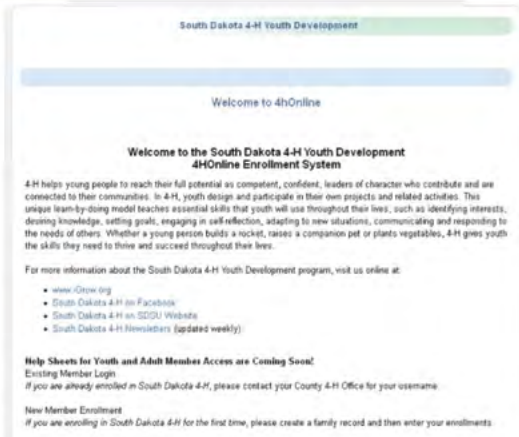 South Dakota 4-H Youth Development
Welcome to 4hOnline
Welcome to the South Dakota 4-H Youth Development
4HOnline Enrollment System
4-H helps young people to reach their full potential as competent, confident, leaders of character who contribute and are
connected to their communities. In 4-H, youth design and participate in their own projects and related activities. This
unique learn-by-doing model teaches essential skills that youth will use throughout their lives, such as identifying interests,
desiring knowledge, setting goals, engaging in self-reflection, adapting to new situations, communicating and responding to
the needs of others. Whether a young person builds a rocket, raises a companion pet or plants vegetables, 4-H gives youth
the skills they need to thrive and succeed throughout their lives.
For more information about the South Dakota 4-H Youth Development program, visit us online at:
• www.iGrow.org
• South Dakota 4-H on Facebook
• South Dakota 4-H on SDSU Website
• South Dakota 4-H Newsletters (updated weekly)
Help Sheets for Youth and Adult Member Access are Coming Soon!
Existing Member Login
If you are already enrolled in South Dakota 4-H, please contact your County 4-H Office for your username
New Member Enrollment
If you are enrolling in South Dakota 4-H for the first time, please create a family record and then enter your enrollments